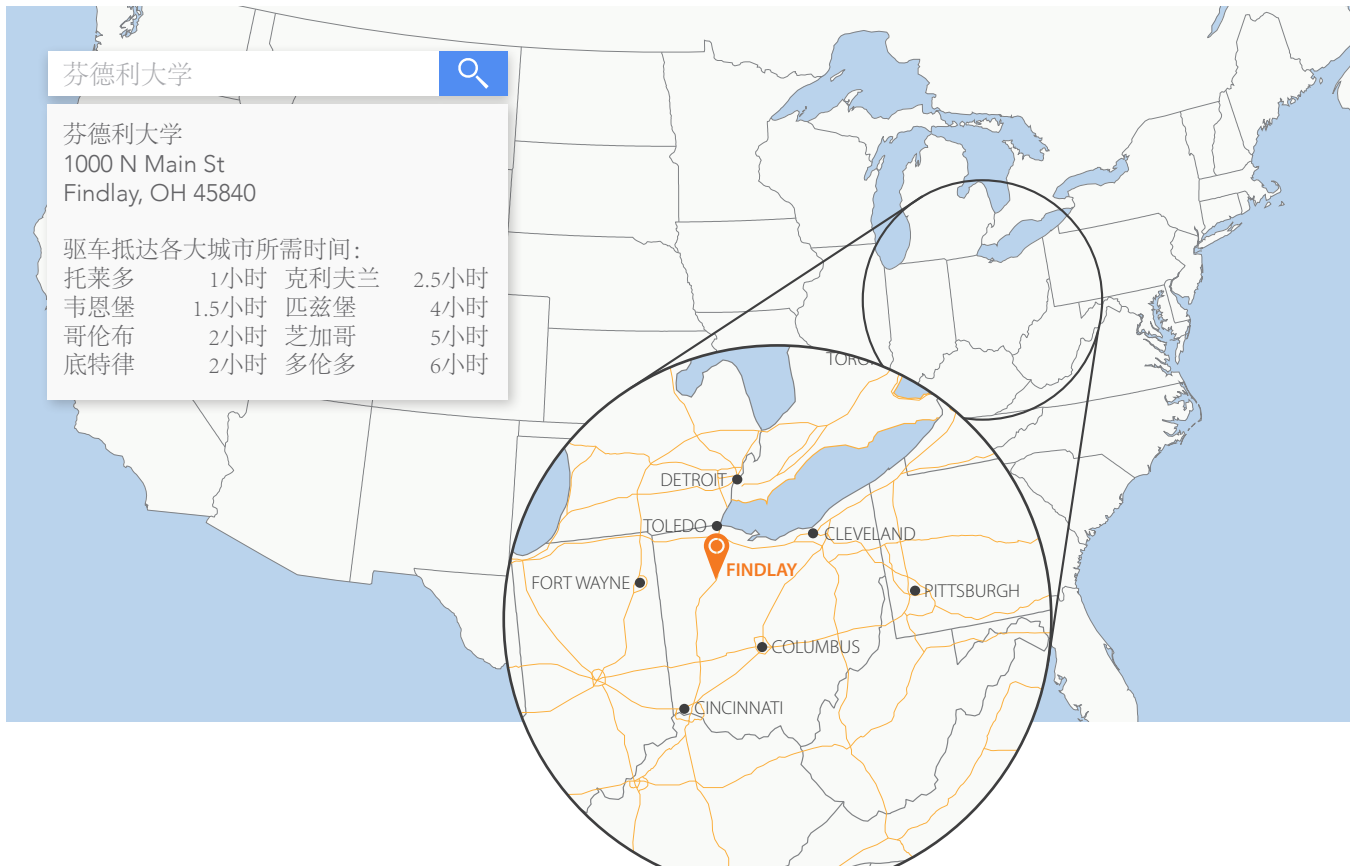 芬德利大学
芬德利大学
1000 N Main St
Findlay, OH 45840
驱车抵达各大城市所需时间：
托莱多 1小时 克利夫兰 2.5小时
韦恩堡 1.5小时 匹兹堡 4小时
哥伦布 2小时 芝加哥 5小时
底特律 2小时 多伦多 6小时
DETROIT
TOLEDO
CLEVELAND
FINDLAY
FORT WAYNE
PITTSBURGH
COLUMBUS
CINCINNATI